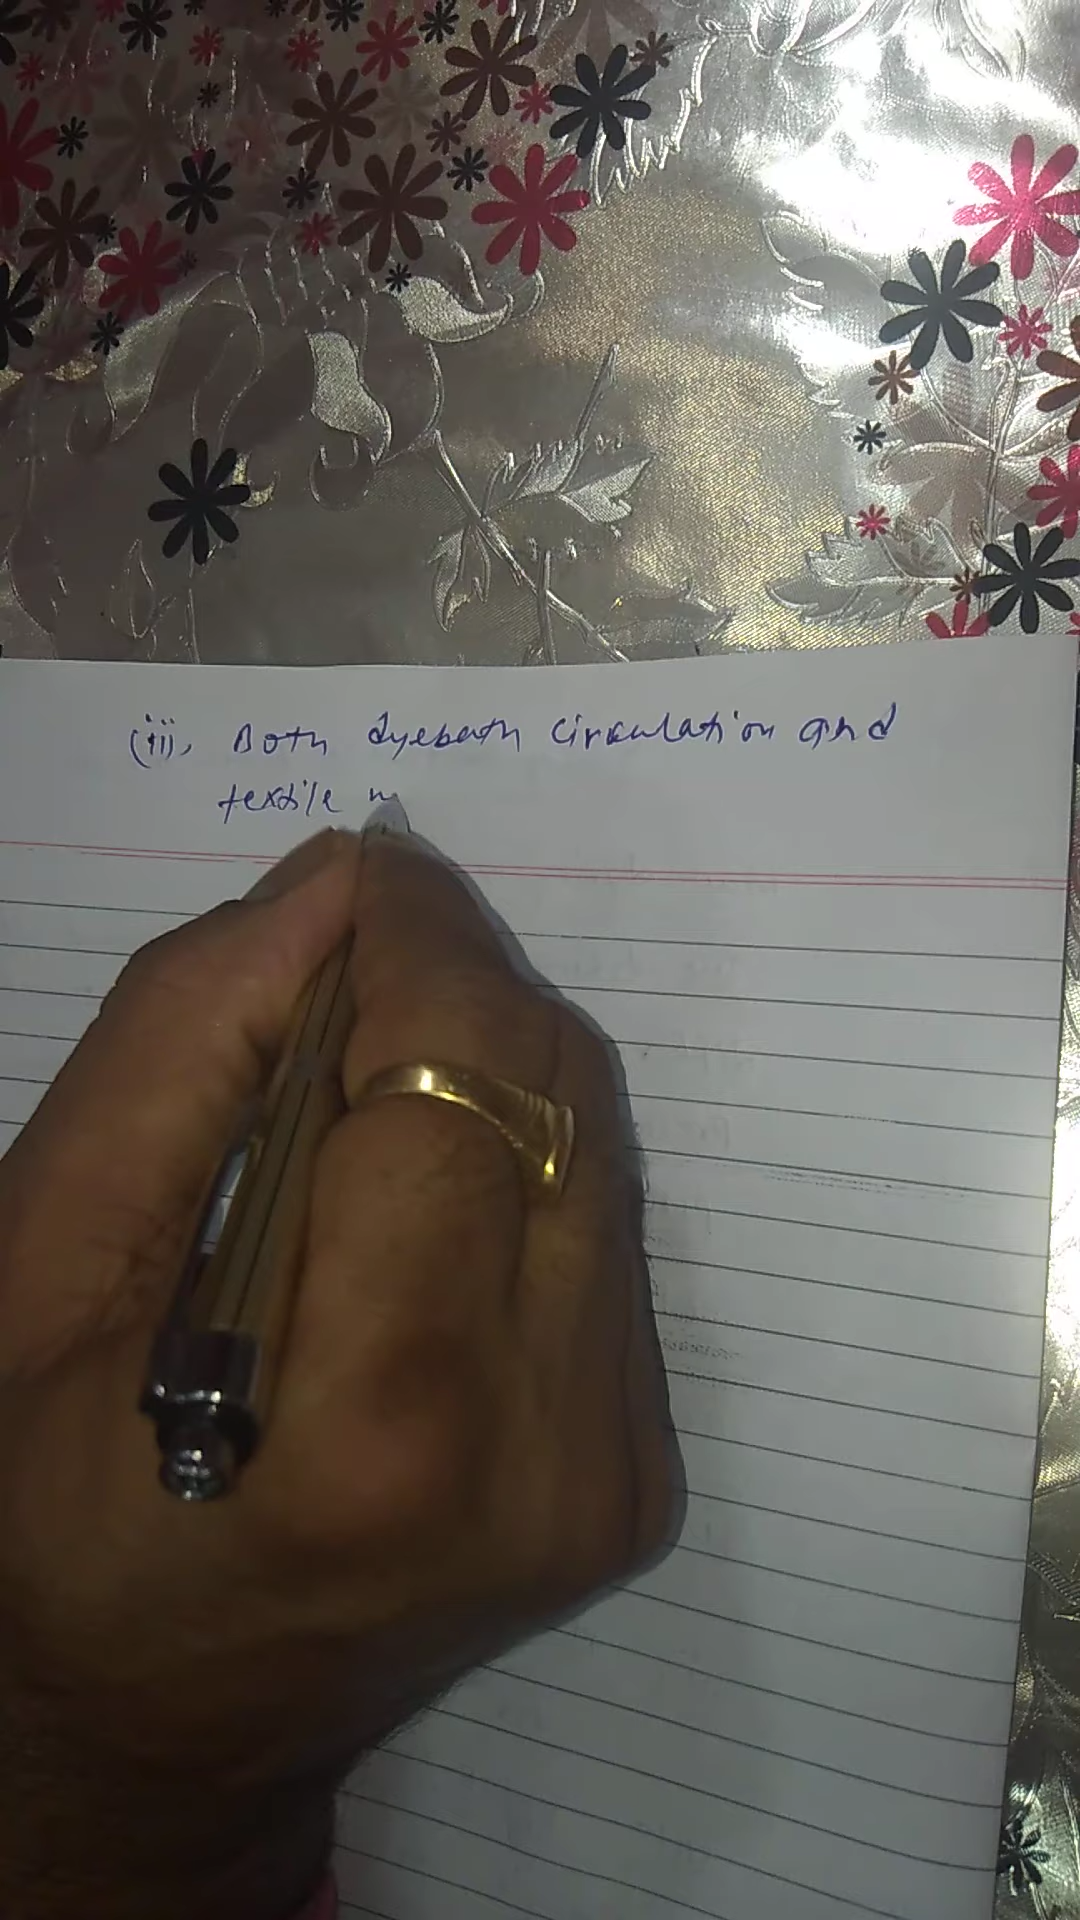 (iii), Both dyebath circulation and
textile m